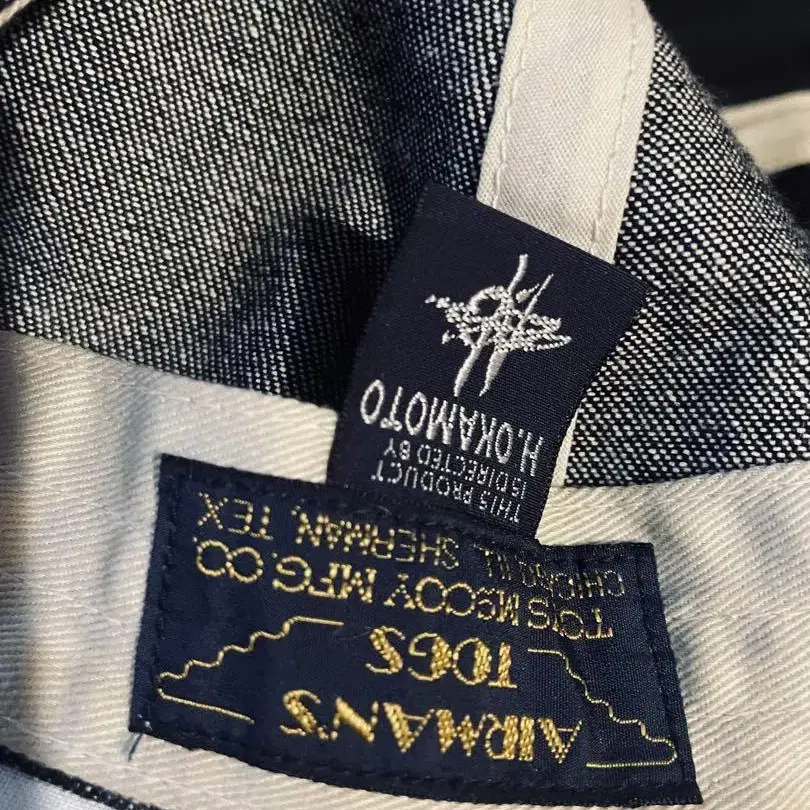 AIRMAN'S
TOGS
TOYS McCOY MFG.CO
CHICAGO ILL. SHERMAN, TEX
THIS PRODUCT
IS DIRECTED BY
H.OKAMOTO